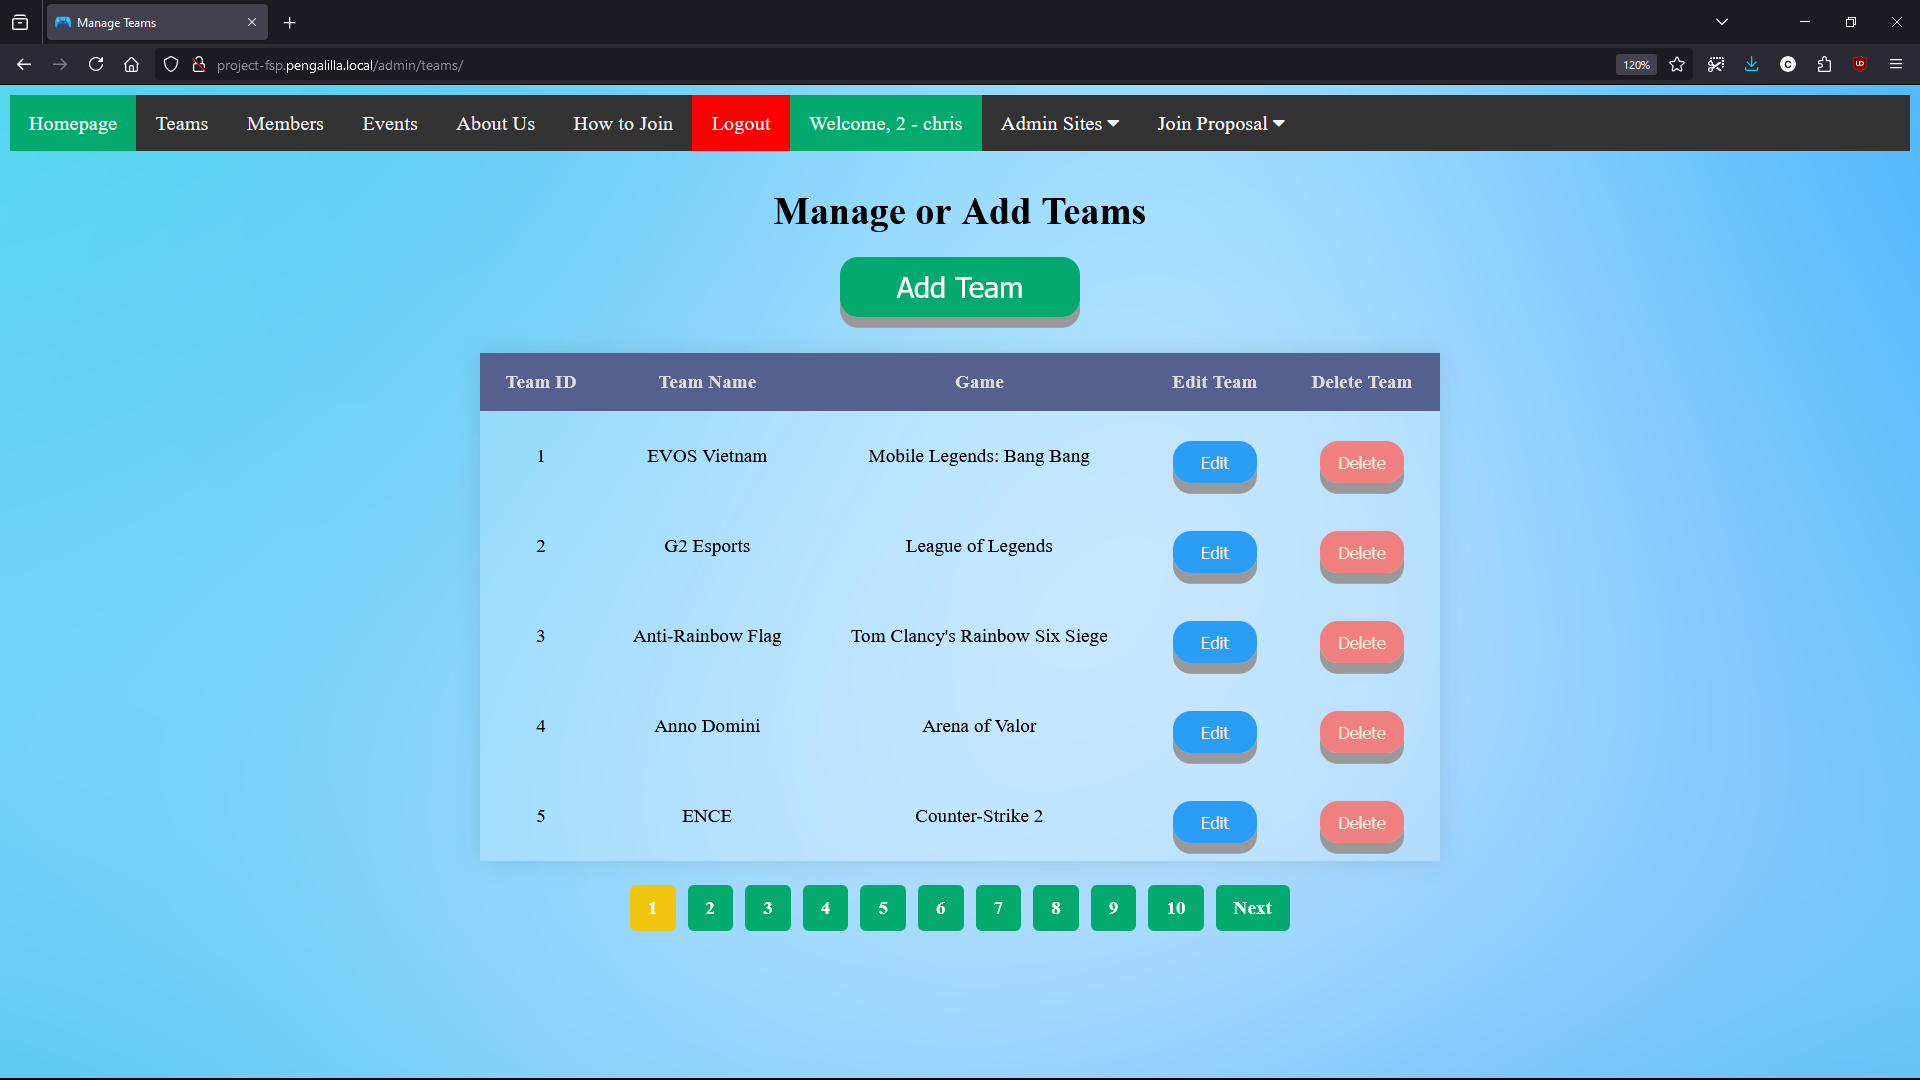 Manage Teams
project-fsp.pengalilla.local/admin/teams/
120%
Homepage Teams Members Events About Us How to Join Logout Welcome, 2 - chris Admin Sites Join Proposal
Manage or Add Teams
Add Team
Team ID Team Name Game Edit Team Delete Team
1 EVOS Vietnam Mobile Legends: Bang Bang Edit Delete
2 G2 Esports League of Legends Edit Delete
3 Anti-Rainbow Flag Tom Clancy's Rainbow Six Siege Edit Delete
4 Anno Domini Arena of Valor Edit Delete
5 ENCE Counter-Strike 2 Edit Delete
1 2 3 4 5 6 7 8 9 10 Next